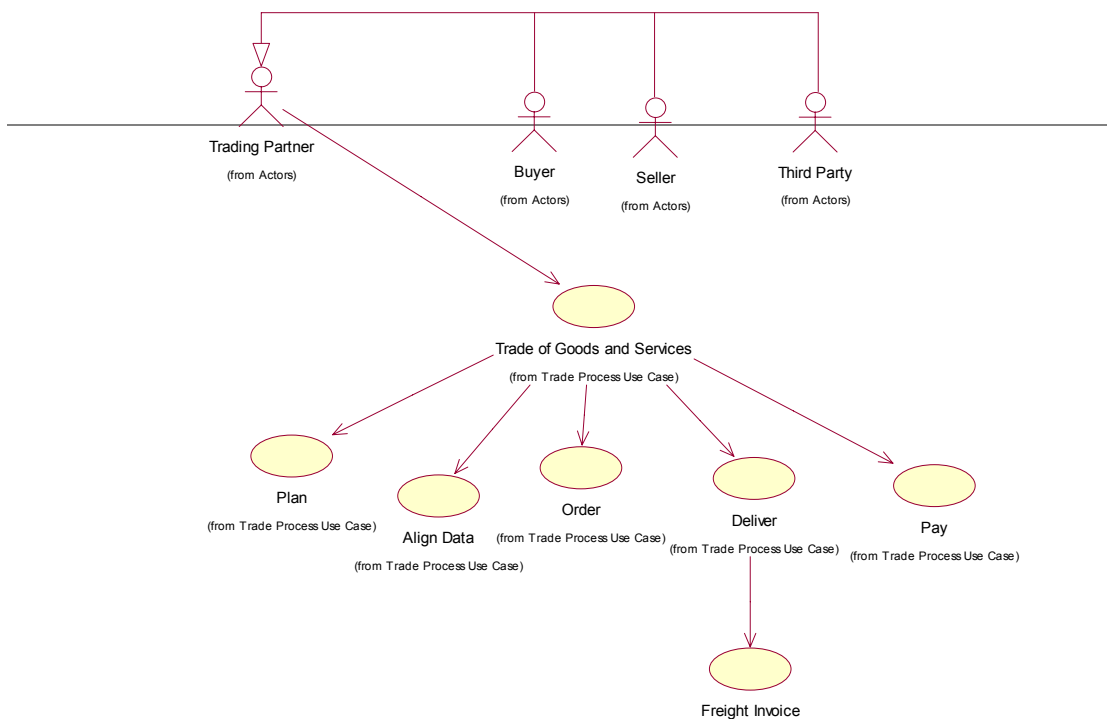 Trading Partner
(from Actors)
Buyer
(from Actors)
Seller
(from Actors)
Third Party
(from Actors)
Trade of Goods and Services
(from Trade Process Use Case)
Plan
(from Trade Process Use Case)
Align Data
(from Trade Process Use Case)
Order
(from Trade Process Use Case)
Deliver
(from Trade Process Use Case)
Pay
(from Trade Process Use Case)
Freight Invoice